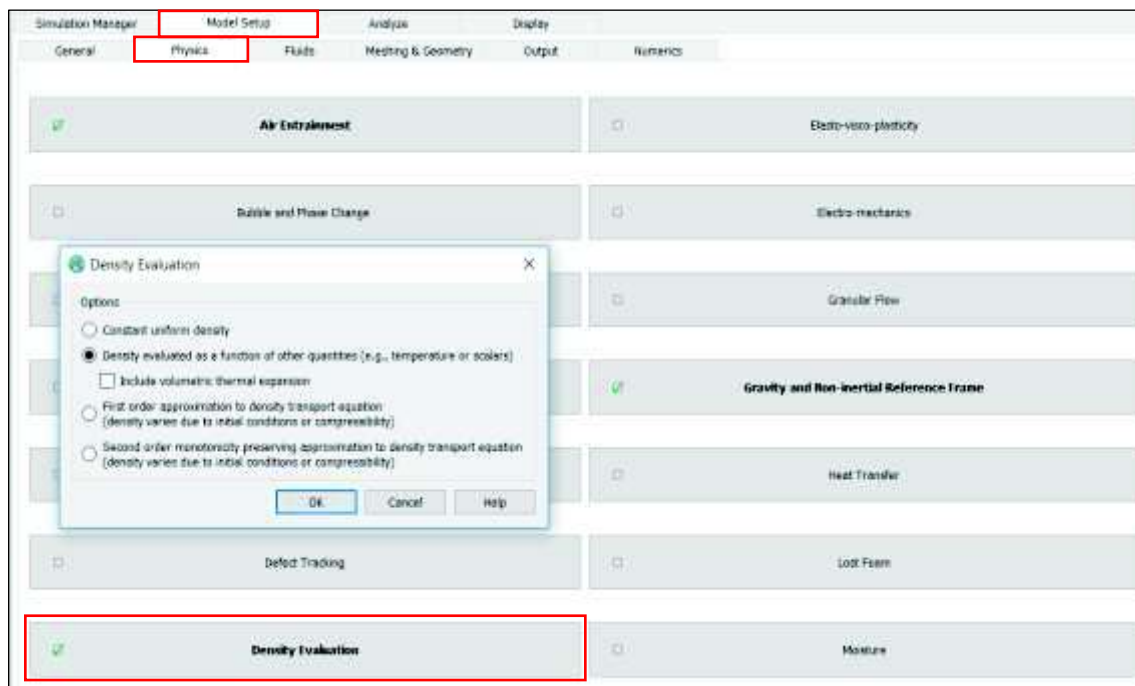 Simulation Manager Model Setup Analyze Display
General Physics Fluids Meshing & Geometry Output Numerics
Air Entrainment Elasto-visco-plasticity
Bubble and Phase Change Electro-mechanics
Density Evaluation
Options
Granular Flow
Constant uniform density
Density evaluated as a function of other quantities (e.g., temperature or scalars)
Include volumetric thermal expansion
Gravity and Non-inertial Reference Frame
First order approximation to density transport equation
(density varies due to initial conditions or compressibility)
Second order monotonicity preserving approximation to density transport equation
(density varies due to initial conditions or compressibility)
Heat Transfer
OK Cancel Help
Defect Tracking Lost Foam
Density Evaluation Moisture